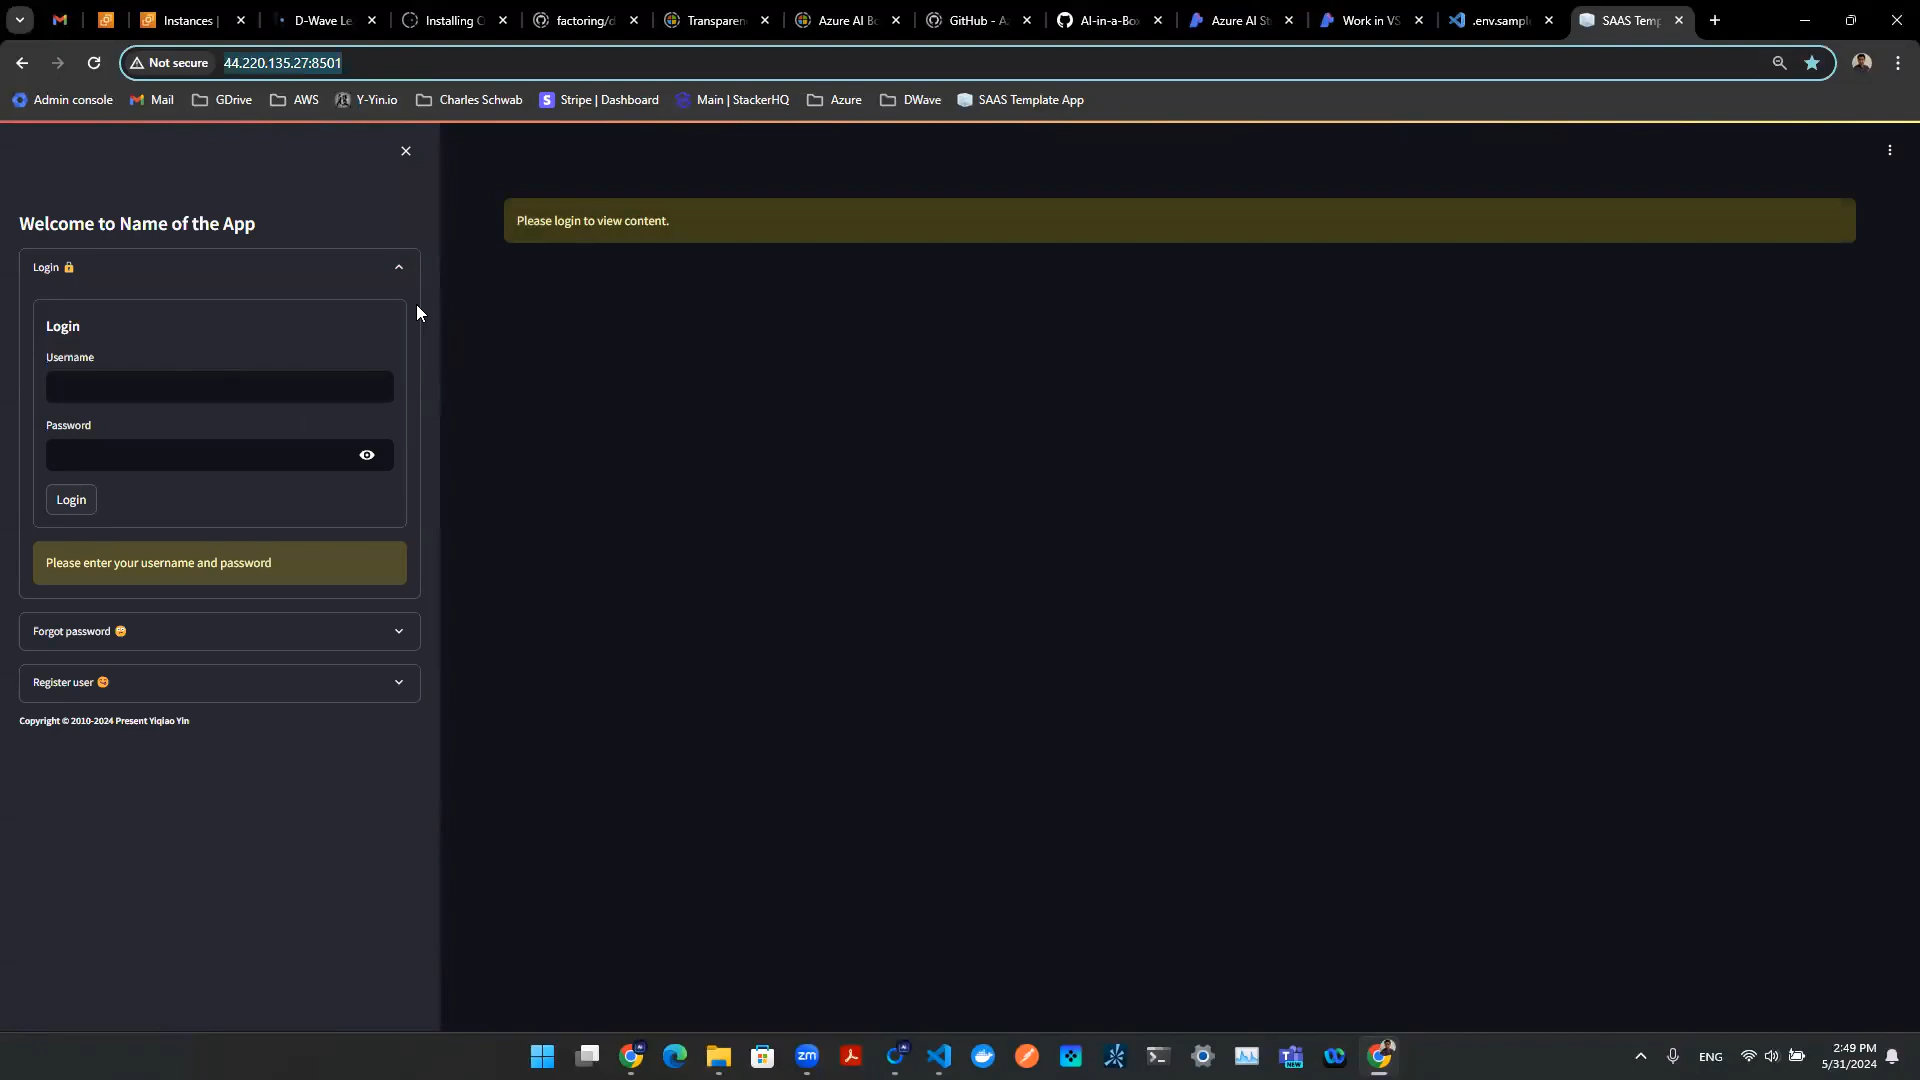 Instances |
D-Wave Le
Installing O
factoring/d
Transparen
Azure AI Bo
GitHub - A
AI-in-a-Bo
Azure AI St
Work in VS
.env.sampl
SAAS Temp
Not secure
44.220.135.27:8501
Admin console
Mail
GDrive
AWS
Y-Yin.io
Charles Schwab
Stripe | Dashboard
Main | StackerHQ
Azure
DWave
SAAS Template App
Welcome to Name of the App
Please login to view content.
Login
Login
Username
Password
Login
Please enter your username and password
Forgot password
Register user
Copyright © 2010-2024 Present Yiqiao Yin
zm
NEW
ENG
2:49 PM
5/31/2024